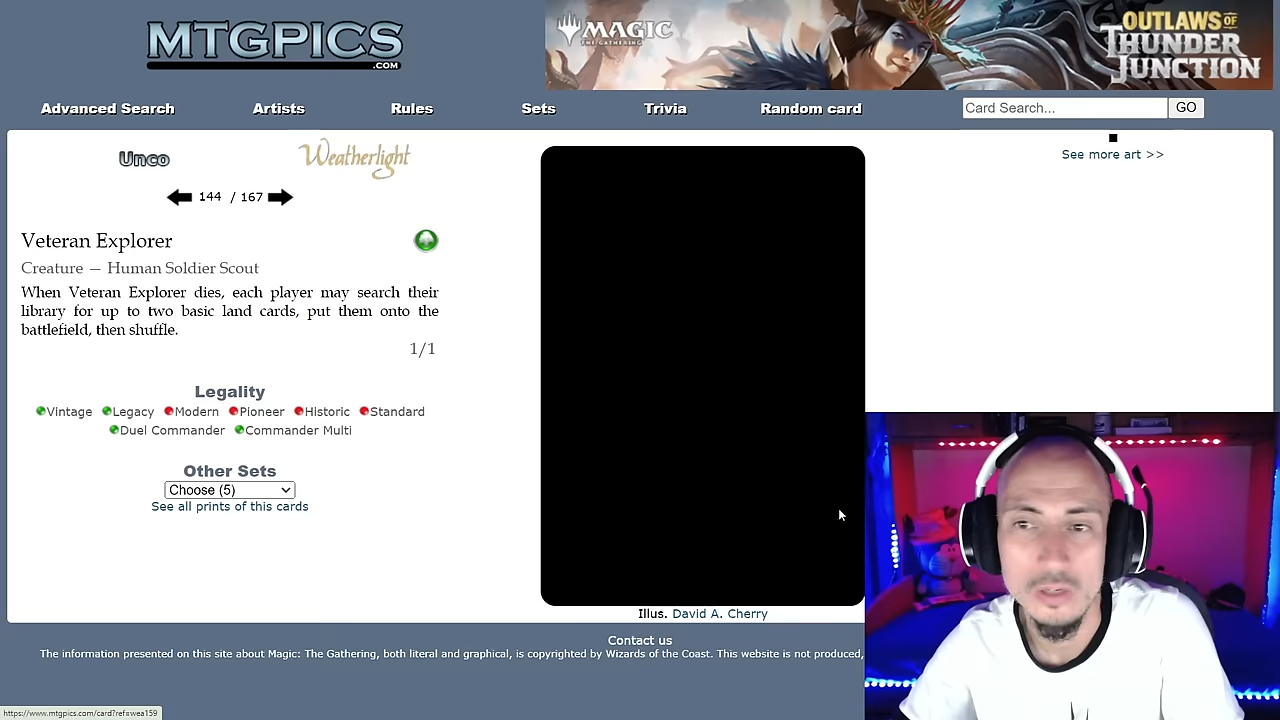 MTGPICS
.COM
MAGIC
THE GATHERING
OUTLAWS OF
THUNDER
JUNCTION
Advanced Search
Artists
Rules
Sets
Trivia
Random card
Card Search...
GO
Unco
Weatherlight
144 / 167
See more art >>
Veteran Explorer
Creature — Human Soldier Scout
When Veteran Explorer dies, each player may search their
library for up to two basic land cards, put them onto the
battlefield, then shuffle.
1/1
Legality
Vintage Legacy Modern Pioneer Historic Standard
Duel Commander Commander Multi
Other Sets
Choose (5)
See all prints of this cards
Illus. David A. Cherry
Contact us
The information presented on this site about Magic: The Gathering, both literal and graphical, is copyrighted by Wizards of the Coast. This website is not produced,
https://www.mtgpics.com/card?ref=wea159